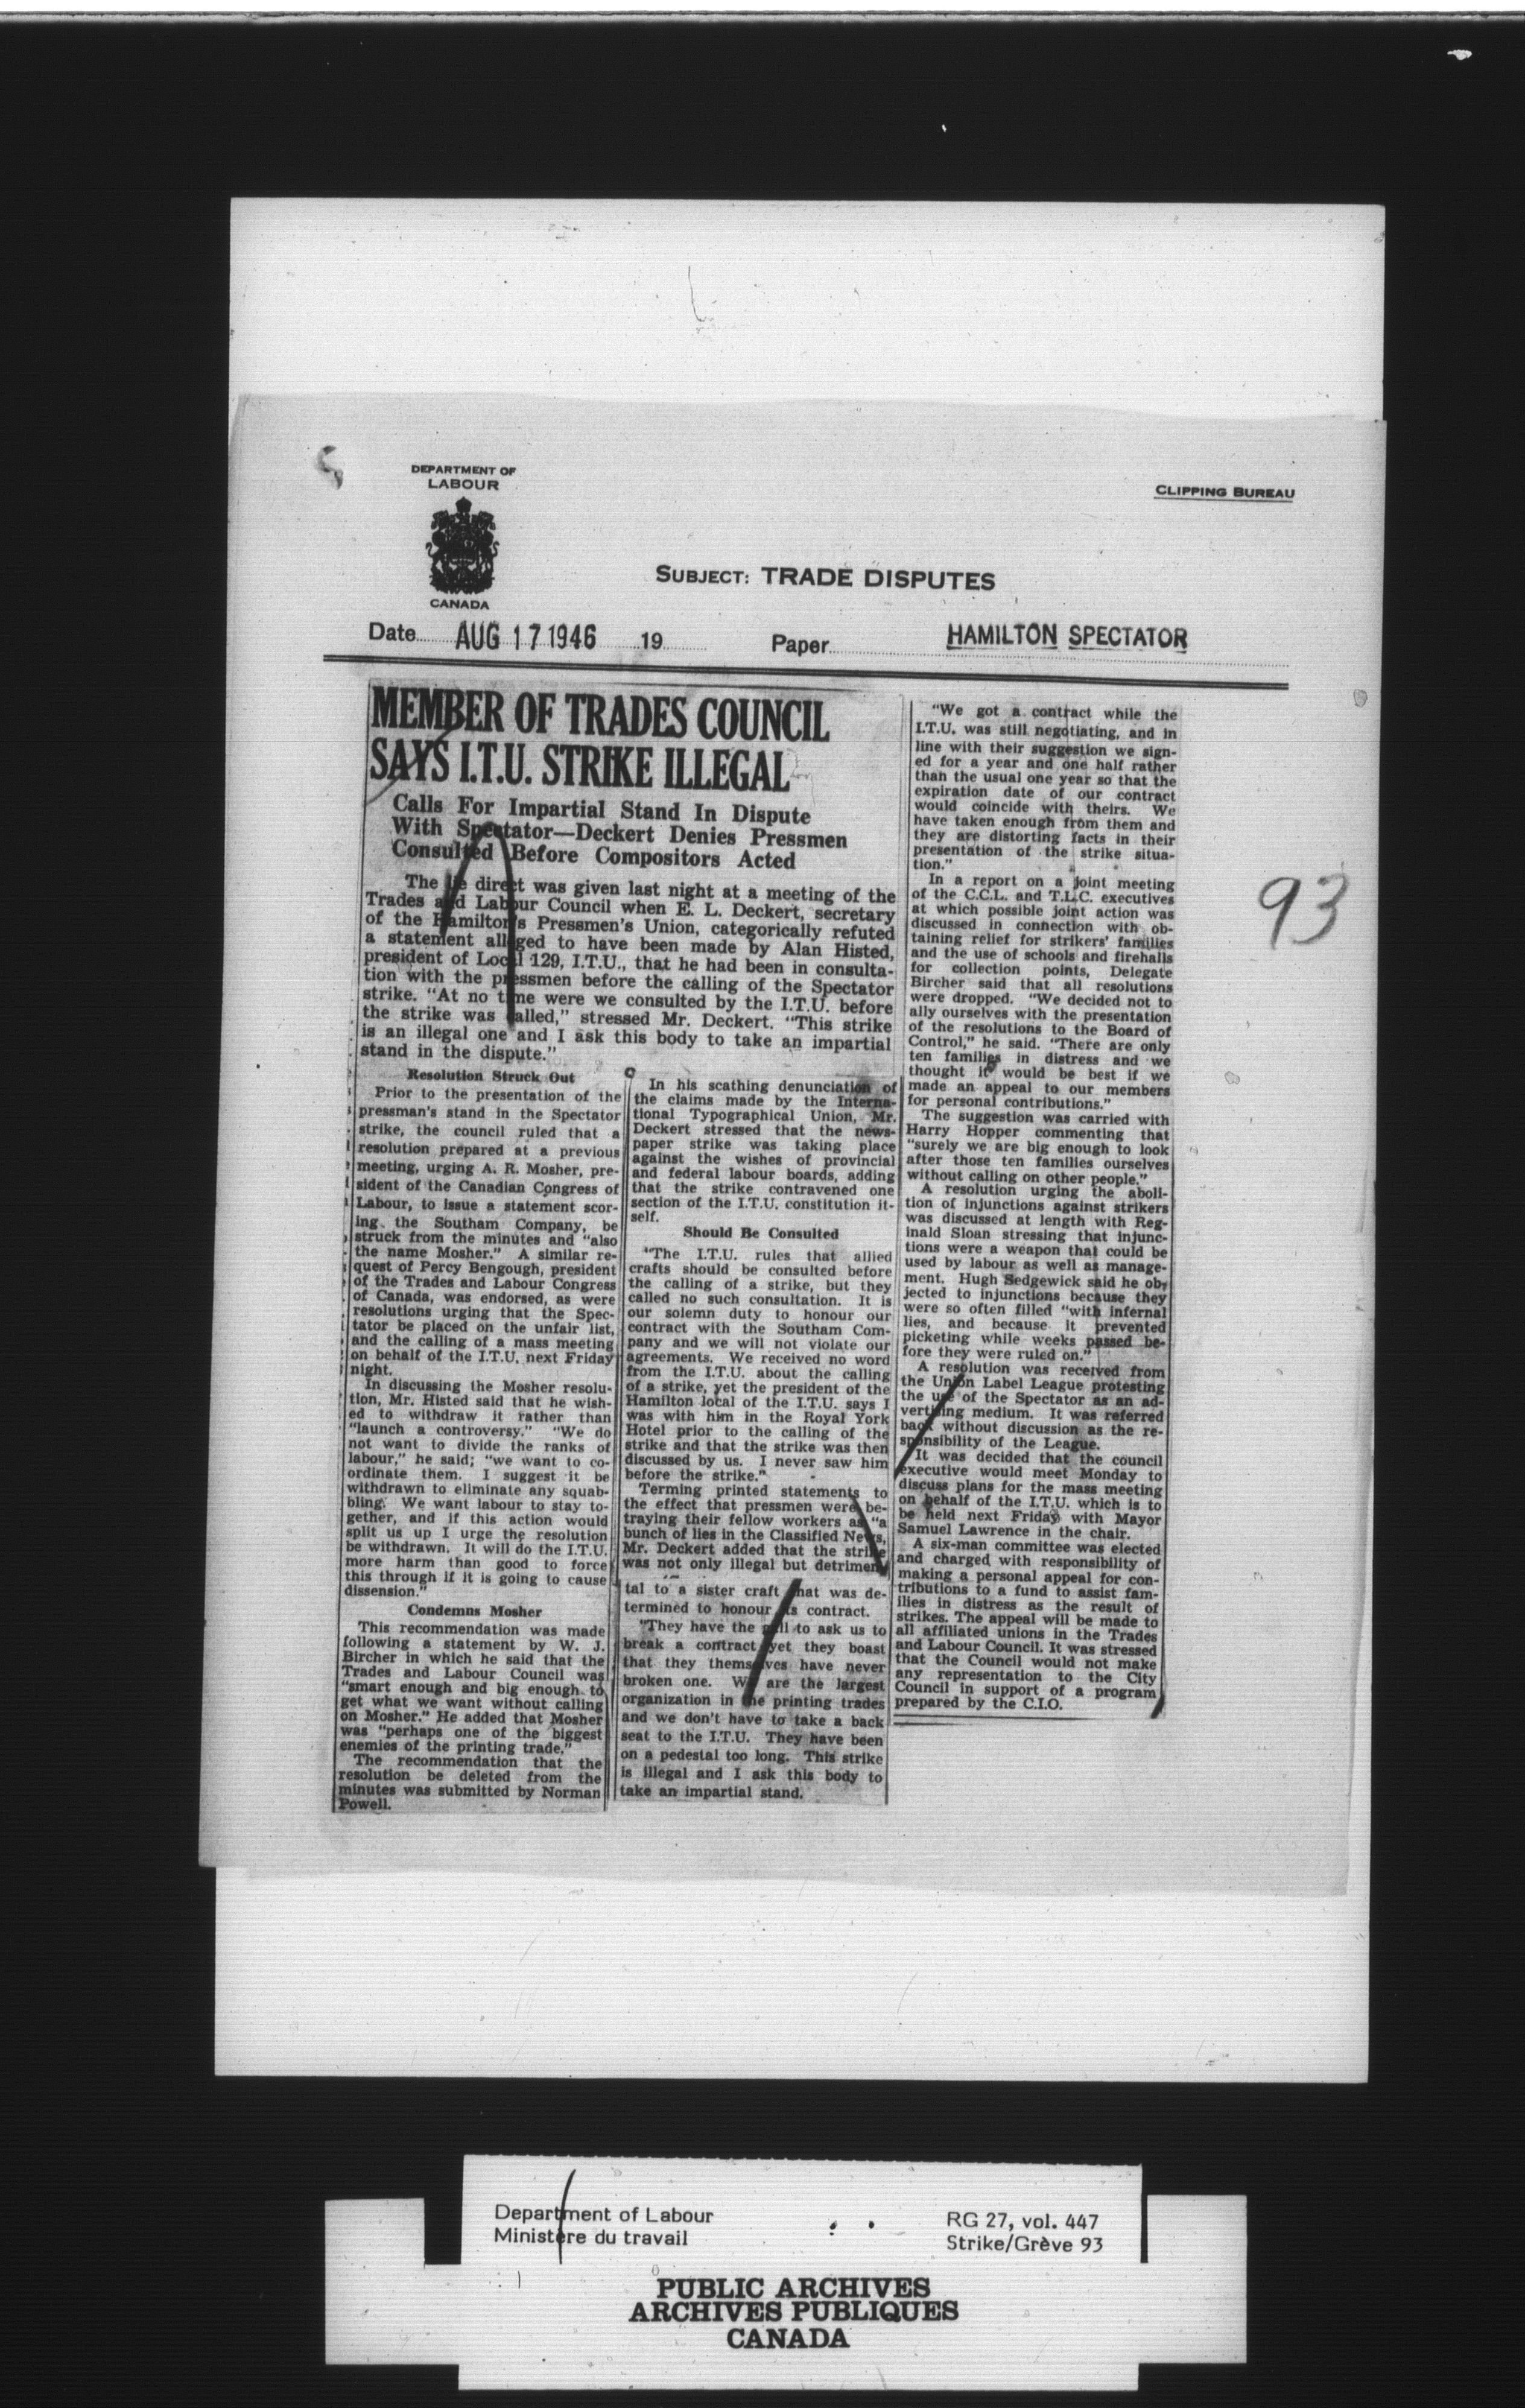 DEPARTMENT OF
LABOUR
CANADA
CLIPPING BUREAU
SUBJECT: TRADE DISPUTES
Date AUG 17 1946 19
Paper HAMILTON SPECTATOR
MEMBER OF TRADES COUNCIL
SAYS I.T.U. STRIKE ILLEGAL
Calls For Impartial Stand In Dispute
With Spectator—Deckert Denies Pressmen
Consulted Before Compositors Acted
The lie direct was given last night at a meeting of the
Trades and Labour Council when E. L. Deckert, secretary
of the Hamilton's Pressmen's Union, categorically refuted
a statement alleged to have been made by Alan Histed,
president of Local 129, I.T.U., that he had been in consulta-
tion with the pressmen before the calling of the Spectator
strike. "At no time were we consulted by the I.T.U. before
the strike was called," stressed Mr. Deckert. "This strike
is an illegal one and I ask this body to take an impartial
stand in the dispute."
Resolution Struck Out
Prior to the presentation of the
pressman's stand in the Spectator
strike, the council ruled that a
resolution prepared at a previous
meeting, urging A. R. Mosher, pre-
sident of the Canadian Congress of
Labour, to issue a statement scor-
ing the Southam Company, be
struck from the minutes and "also
the name Mosher." A similar re-
quest of Percy Bengough, president
of the Trades and Labour Congress
of Canada, was endorsed, as were
resolutions urging that the Spec-
tator be placed on the unfair list,
and the calling of a mass meeting
on behalf of the I.T.U. next Friday
night.
In discussing the Mosher resolu-
tion, Mr. Histed said that he wish-
ed to withdraw it rather than
"launch a controversy." "We do
not want to divide the ranks of
labour," he said; "we want to co-
ordinate them. I suggest it be
withdrawn to eliminate any squab-
bling. We want labour to stay to-
gether, and if this action would
split us up I urge the resolution
be withdrawn. It will do the I.T.U.
more harm than good to force
this through if it is going to cause
dissension."
Condemns Mosher
This recommendation was made
following a statement by W. J.
Bircher in which he said that the
Trades and Labour Council was
"smart enough and big enough to
get what we want without calling
on Mosher." He added that Mosher
was "perhaps one of the biggest
enemies of the printing trade."
The recommendation that the
resolution be deleted from the
minutes was submitted by Norman
Powell.
In his scathing denunciation of
the claims made by the Interna-
tional Typographical Union, Mr.
Deckert stressed that the news-
paper strike was taking place
against the wishes of provincial
and federal labour boards, adding
that the strike contravened one
section of the I.T.U. constitution it-
self.
Should Be Consulted
"The I.T.U. rules that allied
crafts should be consulted before
the calling of a strike, but they
called no such consultation. It is
our solemn duty to honour our
contract with the Southam Com-
pany and we will not violate our
agreements. We received no word
from the I.T.U. about the calling
of a strike, yet the president of the
Hamilton local of the I.T.U. says I
was with him in the Royal York
Hotel prior to the calling of the
strike and that the strike was then
discussed by us. I never saw him
before the strike."
Terming printed statements to
the effect that pressmen were be-
traying their fellow workers as "a
bunch of lies in the Classified News,
Mr. Deckert added that the strike
was not only illegal but detrimen-
tal to a sister craft that was de-
termined to honour its contract.
"They have the gall to ask us to
break a contract yet they boast
that they themselves have never
broken one. We are the largest
organization in the printing trades
and we don't have to take a back
seat to the I.T.U. They have been
on a pedestal too long. This strike
is illegal and I ask this body to
take an impartial stand.
"We got a contract while the
I.T.U. was still negotiating, and in
line with their suggestion we sign-
ed for a year and one half rather
than the usual one year so that the
expiration date of our contract
would coincide with theirs. We
have taken enough from them and
they are distorting facts in their
presentation of the strike situa-
tion."
In a report on a joint meeting
of the C.C.L. and T.L.C. executives
at which possible joint action was
discussed in connection with ob-
taining relief for strikers' families
and the use of schools and firehalls
for collection points, Delegate
Bircher said that all resolutions
were dropped. "We decided not to
ally ourselves with the presentation
of the resolutions to the Board of
Control," he said. "There are only
ten families in distress and we
thought it would be best if we
made an appeal to our members
for personal contributions."
The suggestion was carried with
Harry Hopper commenting that
"surely we are big enough to look
after those ten families ourselves
without calling on other people."
A resolution urging the aboli-
tion of injunctions against strikers
was discussed at length with Reg-
inald Sloan stressing that injunc-
tions were a weapon that could be
used by labour as well as manage-
ment. Hugh Sedgewick said he ob-
jected to injunctions because they
were so often filled "with infernal
lies, and because it prevented
picketing while weeks passed be-
fore they were ruled on."
A resolution was received from
the Union Label League protesting
the use of the Spectator as an ad-
vertising medium. It was referred
back without discussion as the re-
sponsibility of the League.
It was decided that the council
executive would meet Monday to
discuss plans for the mass meeting
on behalf of the I.T.U. which is to
be held next Friday with Mayor
Samuel Lawrence in the chair.
A six-man committee was elected
and charged with responsibility of
making a personal appeal for con-
tributions to a fund to assist fam-
ilies in distress as the result of
strikes. The appeal will be made to
all affiliated unions in the Trades
and Labour Council. It was stressed
that the Council would not make
any representation to the City
Council in support of a program
prepared by the C.I.O.
93
Department of Labour
Ministère du travail
RG 27, vol. 447
Strike/Grève 93
PUBLIC ARCHIVES
ARCHIVES PUBLIQUES
CANADA